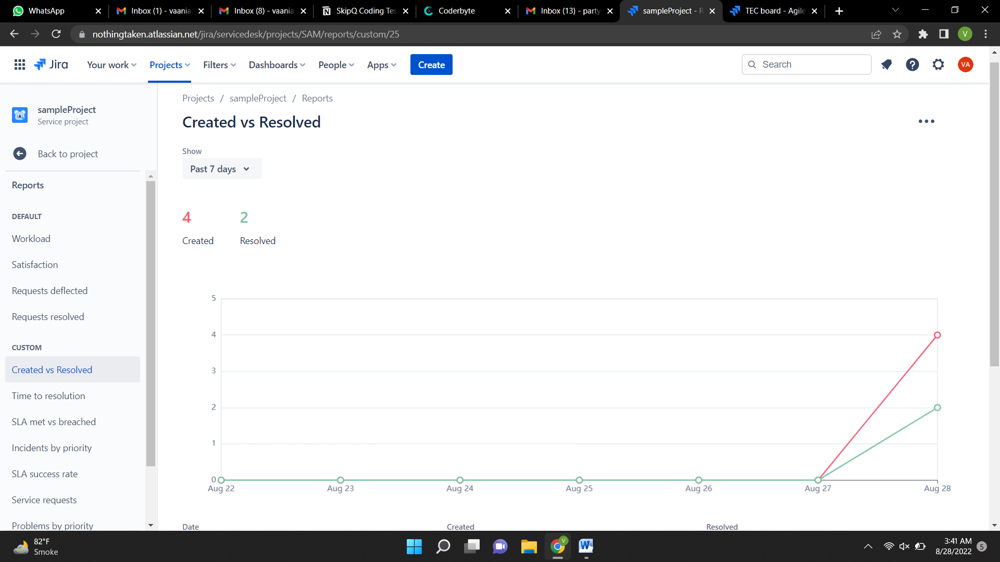 WhatsApp
Inbox (1) - vaania
Inbox (8) - vaania
SkipQ Coding Tes
Coderbyte
Inbox (13) - party
sampleProject - R
TEC board - Agile
nothingtaken.atlassian.net/jira/servicedesk/projects/SAM/reports/custom/25
V
Jira
Your work
Projects
Filters
Dashboards
People
Apps
Create
Search
VA
sampleProject
Service project
Back to project
Reports
DEFAULT
Workload
Satisfaction
Requests deflected
Requests resolved
CUSTOM
Created vs Resolved
Time to resolution
SLA met vs breached
Incidents by priority
SLA success rate
Service requests
Problems by priority
Projects / sampleProject / Reports
Created vs Resolved
Show
Past 7 days
4 2
Created Resolved
5
4
3
2
1
0
Aug 22 Aug 23 Aug 24 Aug 25 Aug 26 Aug 27 Aug 28
Date Created Resolved
82°F
Smoke
V
W
3:41 AM
8/28/2022
5